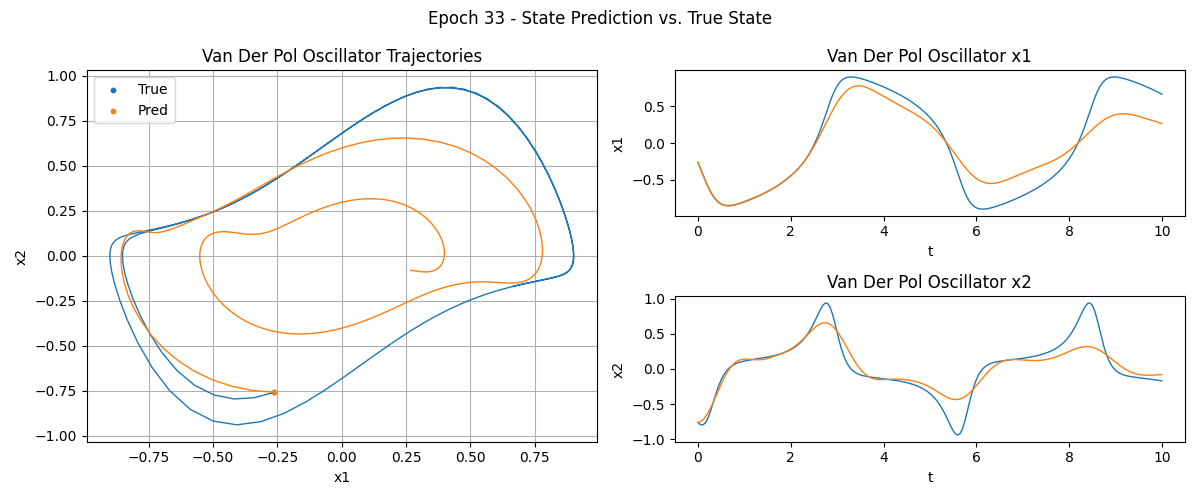 Epoch 33 - State Prediction vs. True State
Van Der Pol Oscillator Trajectories
True
Pred
1.00
0.75
0.50
0.25
0.00
−0.25
−0.50
−0.75
−1.00
x2
−0.75 −0.50 −0.25 0.00 0.25 0.50 0.75
x1
Van Der Pol Oscillator x1
0.5
0.0
−0.5
x1
0 2 4 6 8 10
t
Van Der Pol Oscillator x2
1.0
0.5
0.0
−0.5
−1.0
x2
0 2 4 6 8 10
t